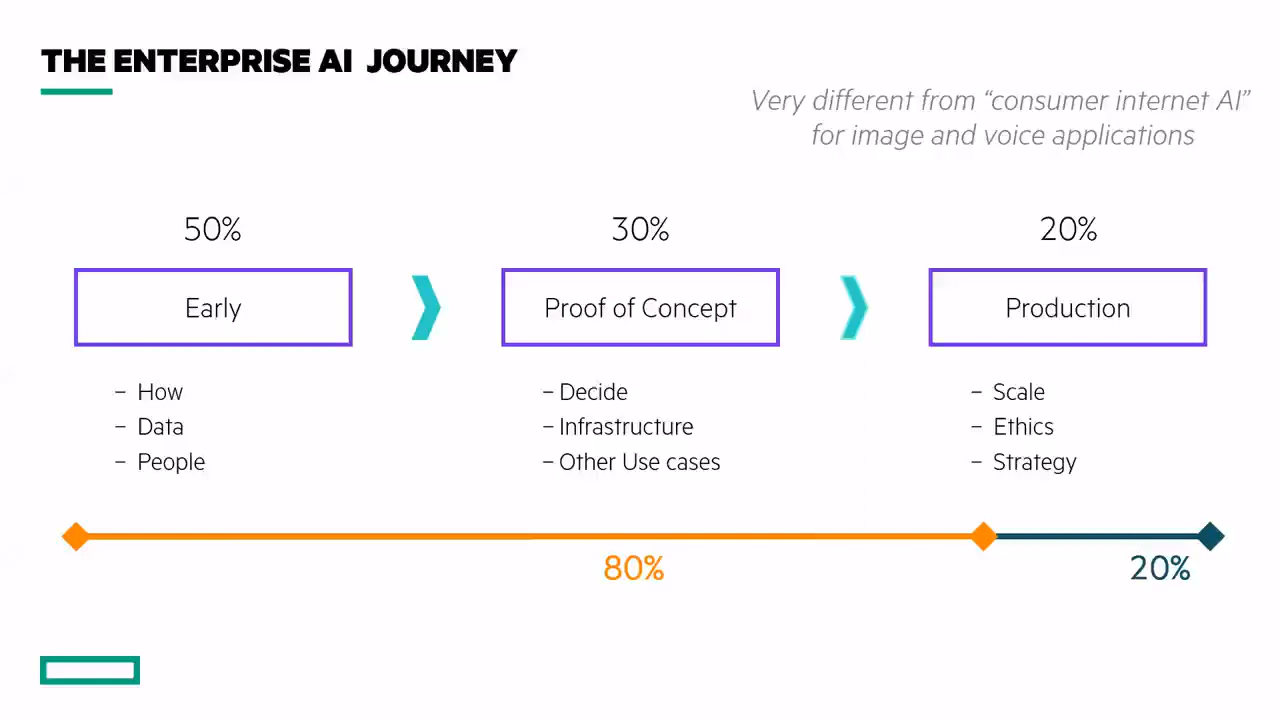 THE ENTERPRISE AI JOURNEY
Very different from “consumer internet AI”
for image and voice applications
50%
30%
20%
Early
Proof of Concept
Production
– How
– Data
– People
– Decide
– Infrastructure
– Other Use cases
– Scale
– Ethics
– Strategy
80%
20%